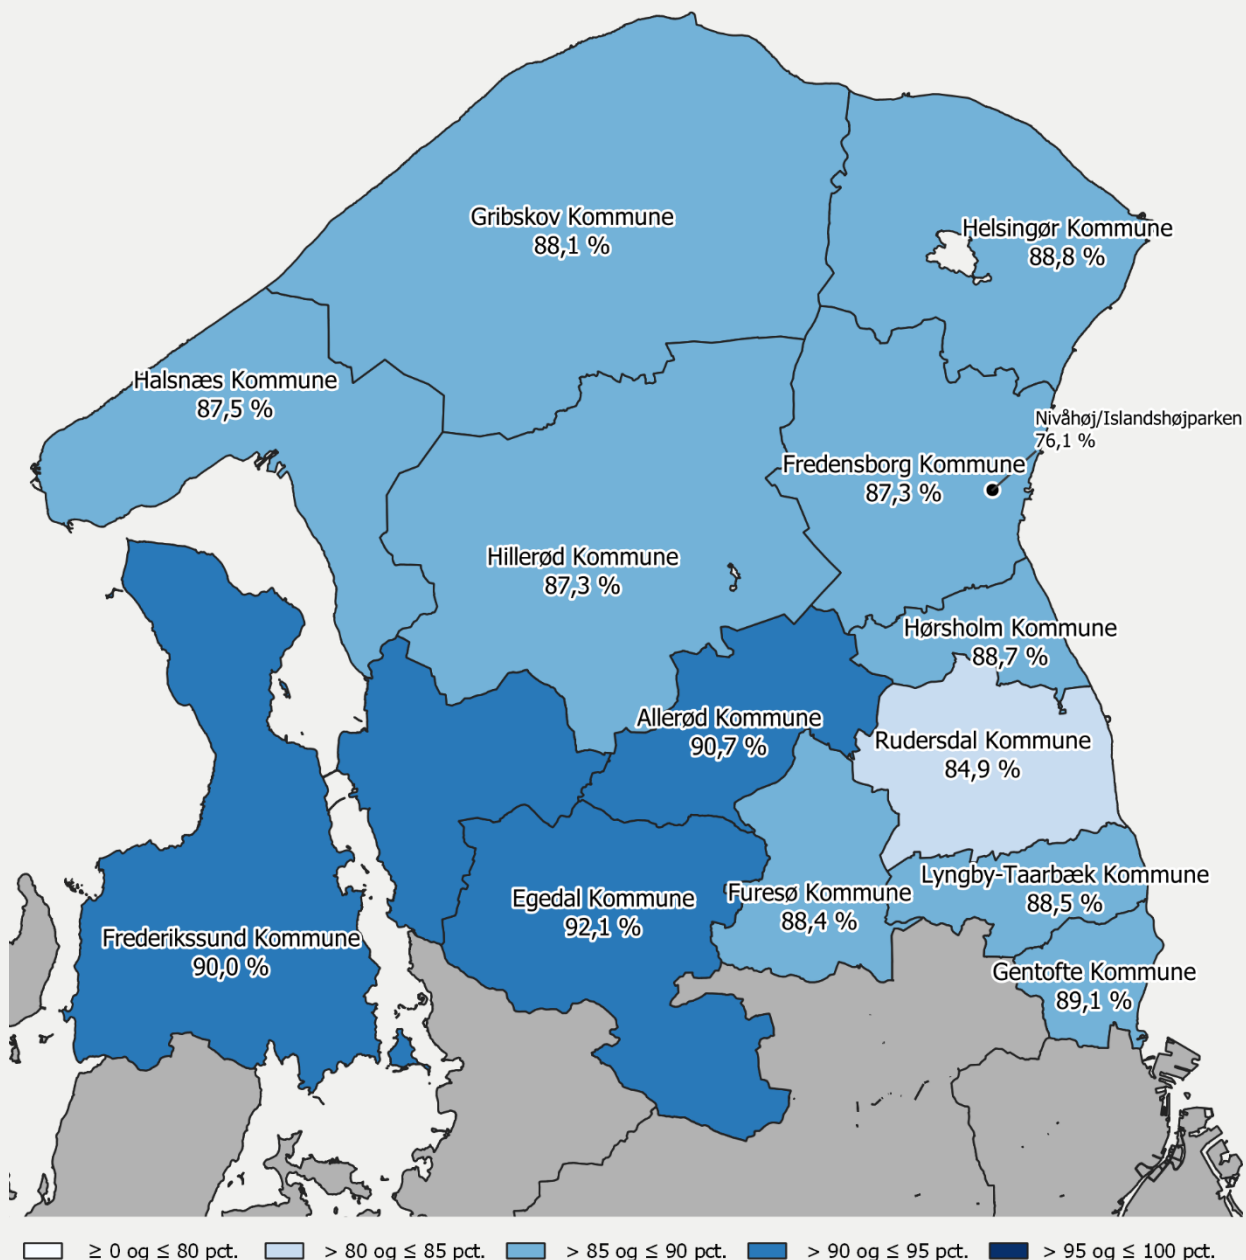 Gribskov Kommune
88,1 %
Helsingør Kommune
88,8 %
Halsnæs Kommune
87,5 %
Nivåhøj/Islandshøjparken
76,1 %
Fredensborg Kommune
87,3 %
Hillerød Kommune
87,3 %
Hørsholm Kommune
88,7 %
Allerød Kommune
90,7 %
Rudersdal Kommune
84,9 %
Egedal Kommune
92,1 %
Furesø Kommune
88,4 %
Lyngby-Taarbæk Kommune
88,5 %
Frederikssund Kommune
90,0 %
Gentofte Kommune
89,1 %
≥ 0 og ≤ 80 pct. > 80 og ≤ 85 pct. > 85 og ≤ 90 pct. > 90 og ≤ 95 pct. > 95 og ≤ 100 pct.